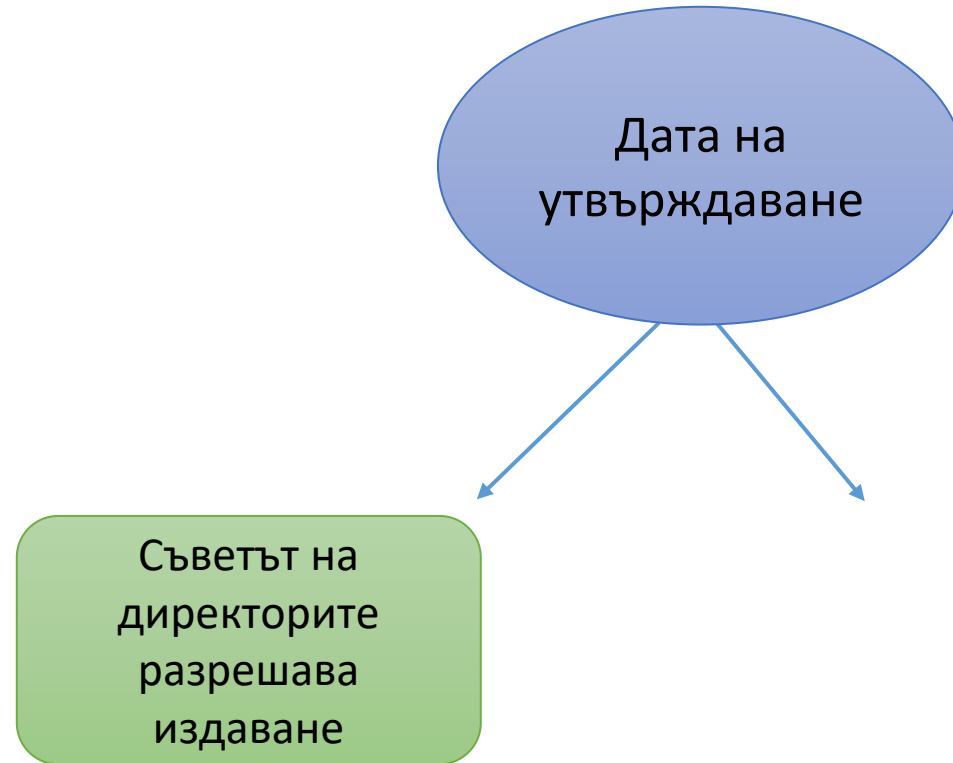 Дата на
утвърждаване
Съветът на
директорите
разрешава
издаване